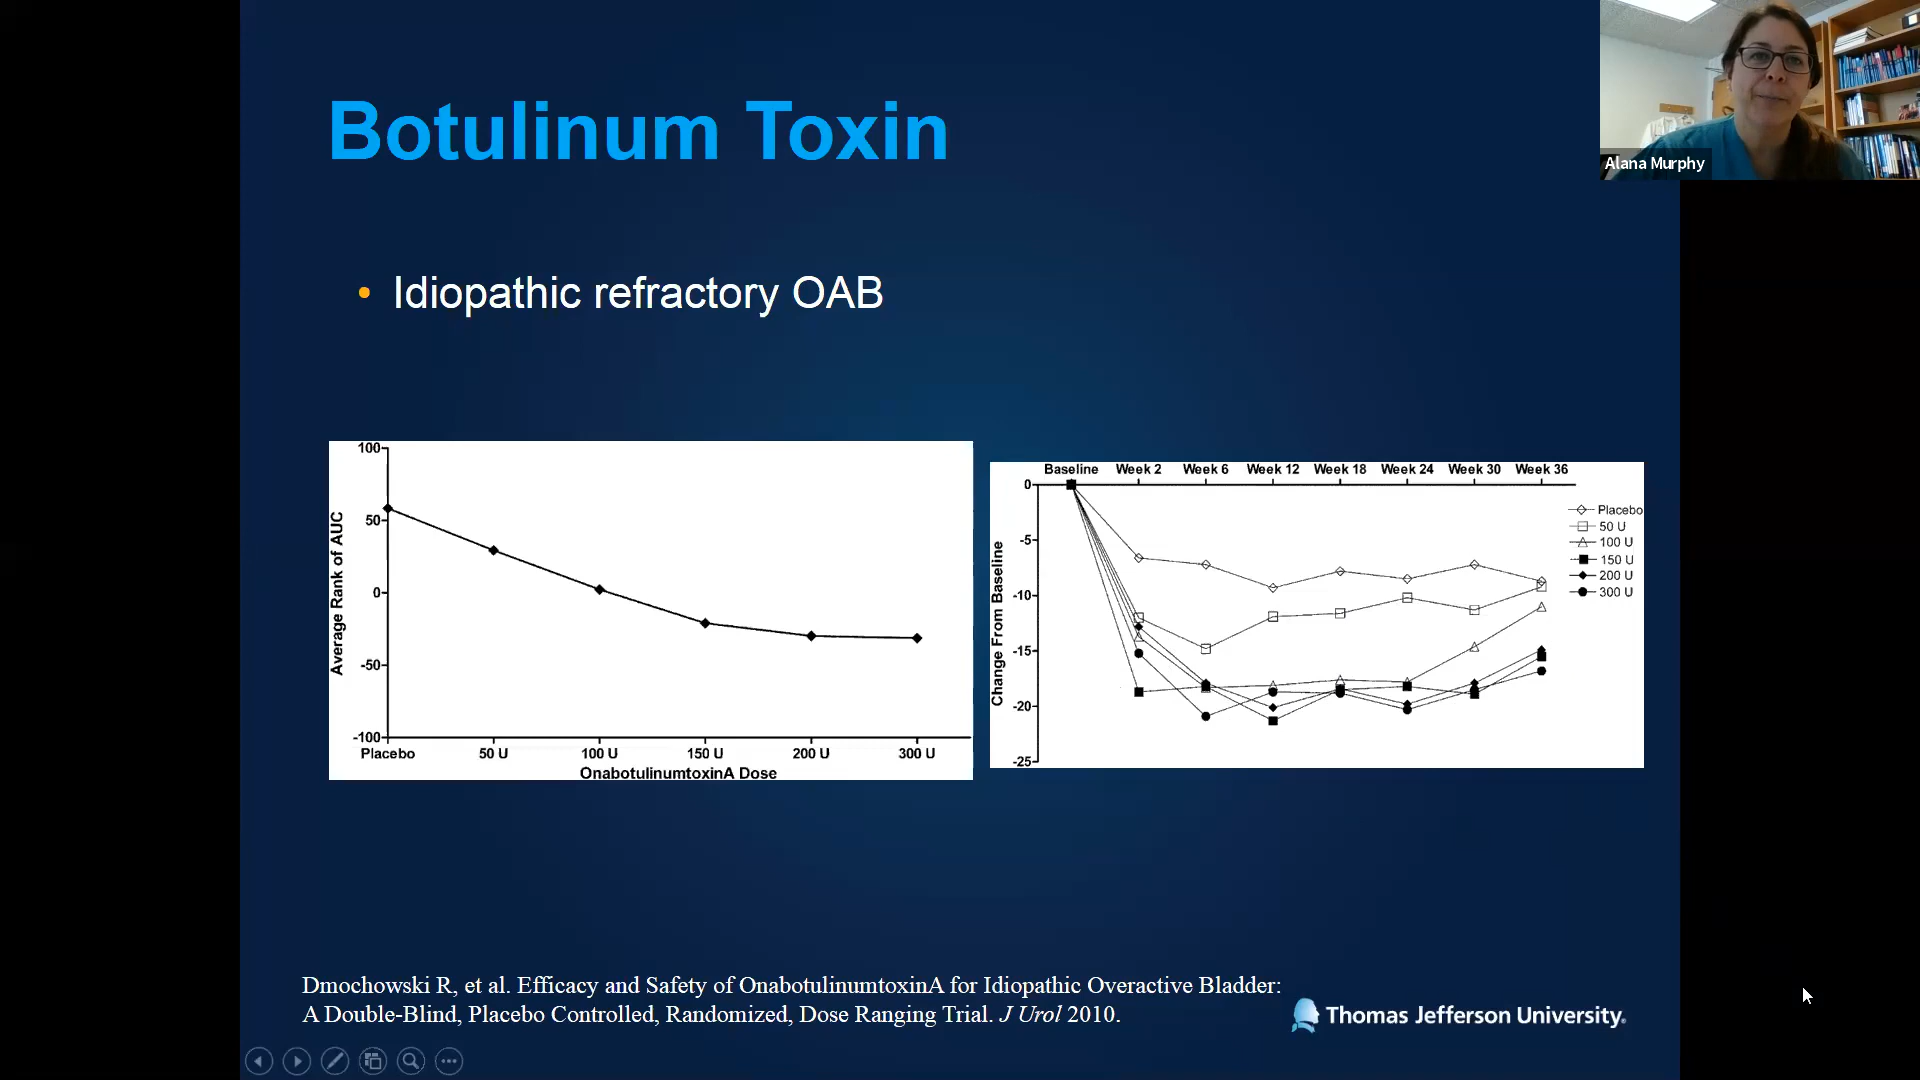 Botulinum Toxin
Alana Murphy
• Idiopathic refractory OAB
100
50
0
-50
-100
Average Rank of AUC
Placebo 50 U 100 U 150 U 200 U 300 U
OnabotulinumtoxinA Dose
Baseline Week 2 Week 6 Week 12 Week 18 Week 24 Week 30 Week 36
0
-5
-10
-15
-20
-25
Change From Baseline
Placebo
50 U
100 U
150 U
200 U
300 U
Dmochowski R, et al. Efficacy and Safety of OnabotulinumtoxinA for Idiopathic Overactive Bladder:
A Double-Blind, Placebo Controlled, Randomized, Dose Ranging Trial. J Urol 2010.
Thomas Jefferson University.